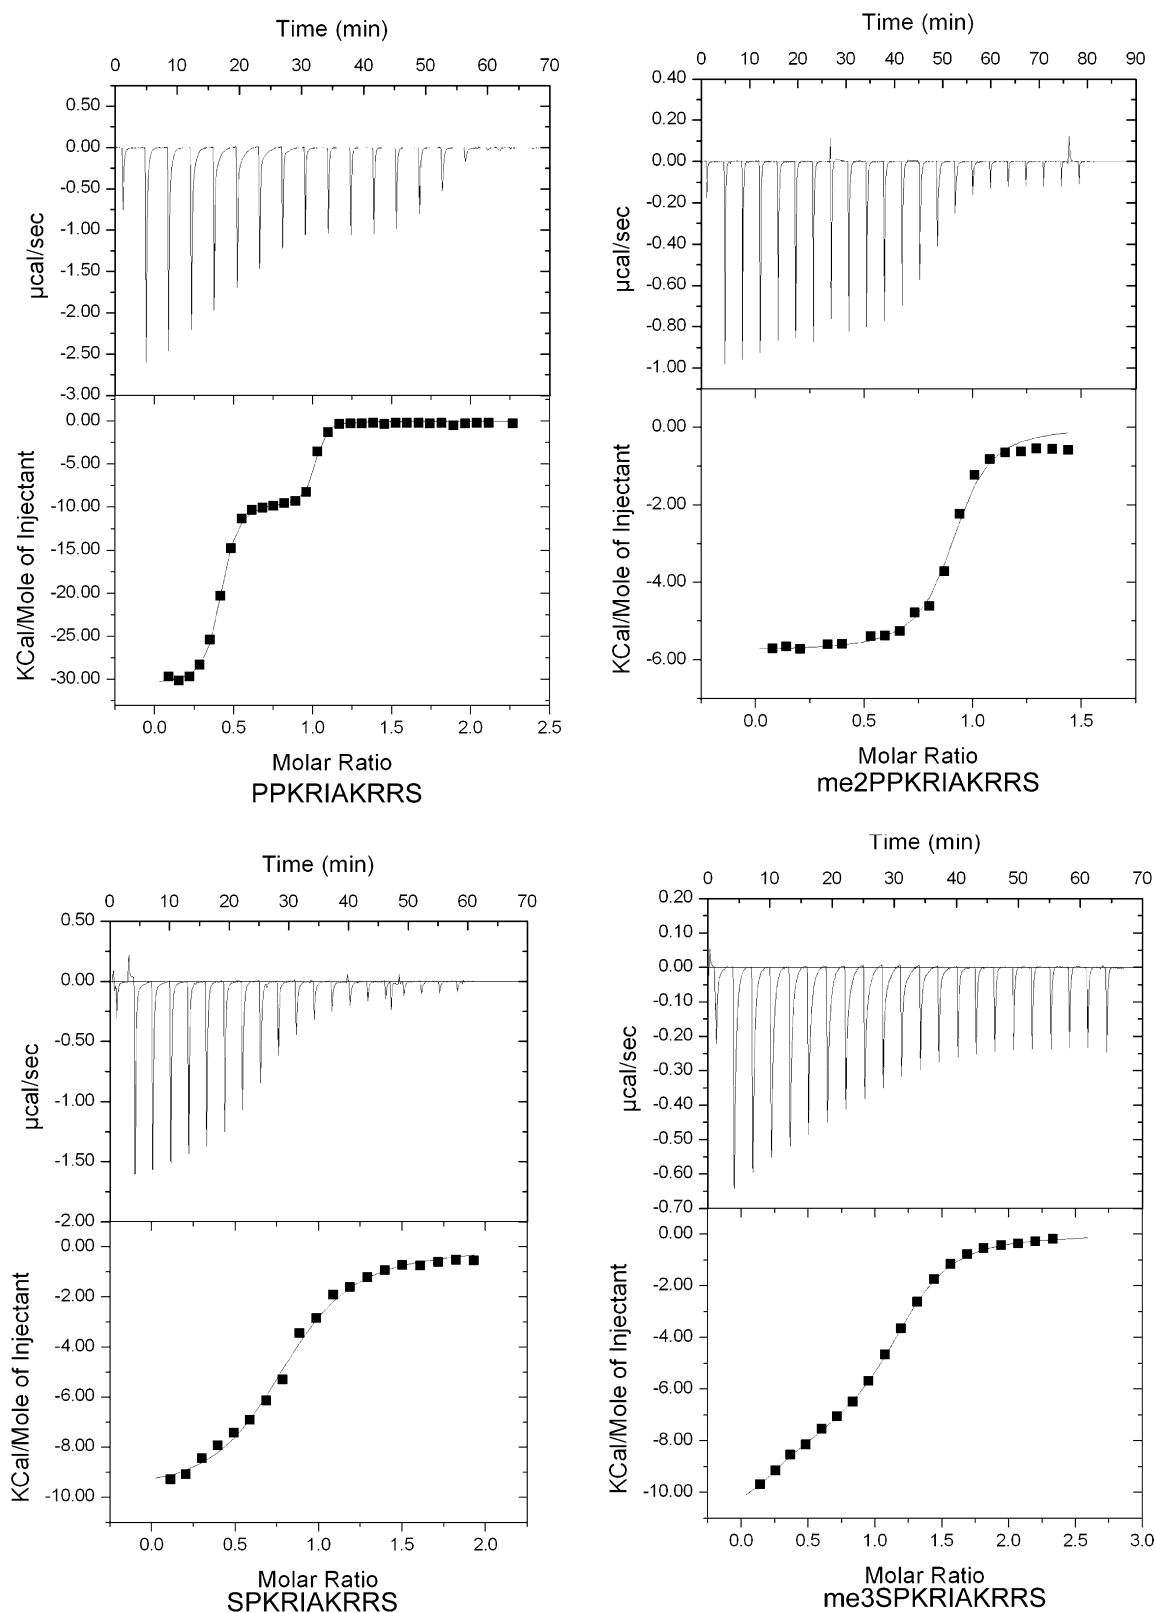 Time (min)
0 10 20 30 40 50 60 70
0.50
0.00
-0.50
-1.00
-1.50
-2.00
-2.50
-3.00
µcal/sec
0.00
-5.00
-10.00
-15.00
-20.00
-25.00
-30.00
KCal/Mole of Injectant
0.0 0.5 1.0 1.5 2.0 2.5
Molar Ratio
PPKRIAKRRS
Time (min)
0 10 20 30 40 50 60 70 80 90
0.40
0.20
0.00
-0.20
-0.40
-0.60
-0.80
-1.00
µcal/sec
0.00
-2.00
-4.00
-6.00
KCal/Mole of Injectant
0.0 0.5 1.0 1.5
Molar Ratio
me2PPKRIAKRRS
Time (min)
0 10 20 30 40 50 60 70
0.50
0.00
-0.50
-1.00
-1.50
-2.00
µcal/sec
0.00
-2.00
-4.00
-6.00
-8.00
-10.00
KCal/Mole of Injectant
0.0 0.5 1.0 1.5 2.0
Molar Ratio
SPKRIAKRRS
Time (min)
0 10 20 30 40 50 60 70
0.20
0.10
0.00
-0.10
-0.20
-0.30
-0.40
-0.50
-0.60
-0.70
µcal/sec
0.00
-2.00
-4.00
-6.00
-8.00
-10.00
KCal/Mole of Injectant
0.0 0.5 1.0 1.5 2.0 2.5 3.0
Molar Ratio
me3SPKRIAKRRS